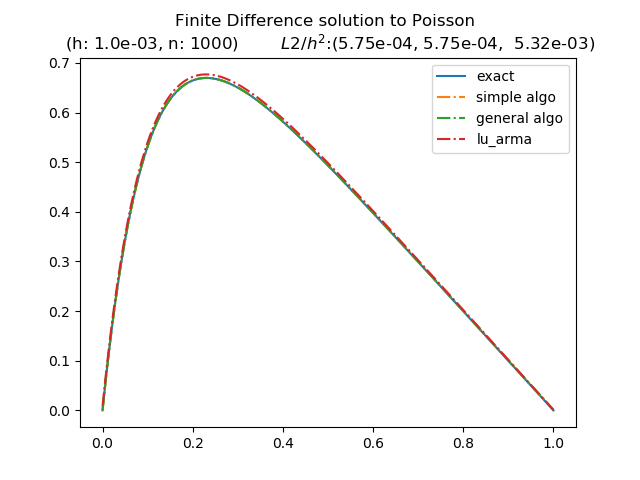 Finite Difference solution to Poisson
(h: 1.0e-03, n: 1000) L2/h²:(5.75e-04, 5.75e-04, 5.32e-03)
exact
simple algo
general algo
lu_arma
0.7
0.6
0.5
0.4
0.3
0.2
0.1
0.0
0.0 0.2 0.4 0.6 0.8 1.0